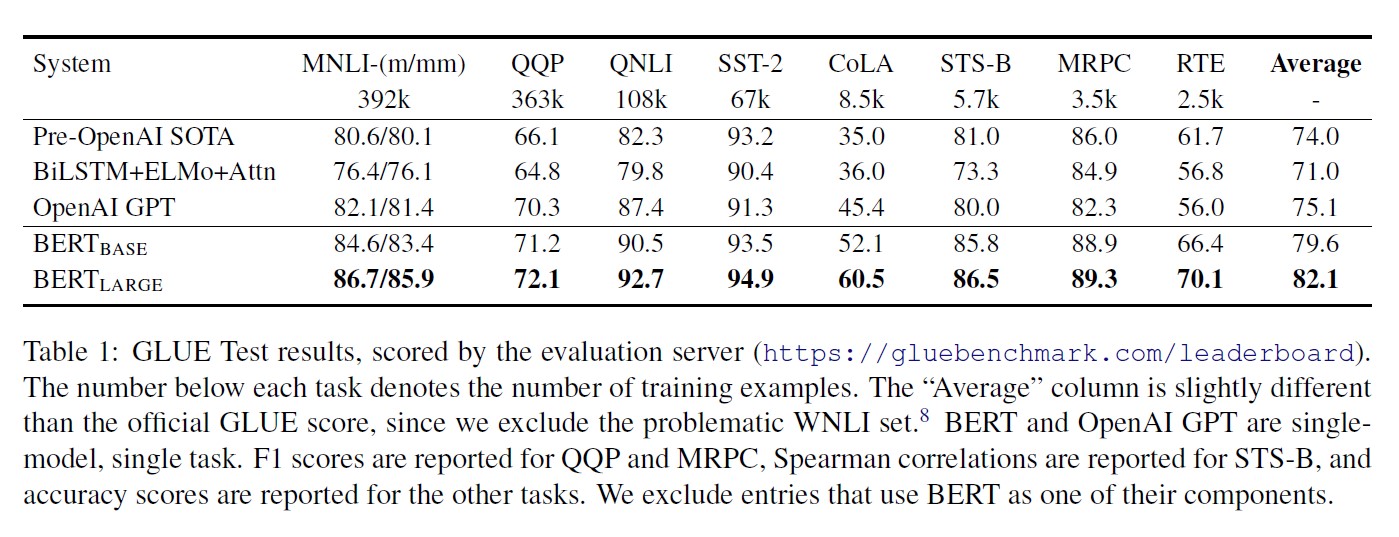 System MNLI-(m/mm) QQP QNLI SST-2 CoLA STS-B MRPC RTE Average
392k 363k 108k 67k 8.5k 5.7k 3.5k 2.5k -
Pre-OpenAI SOTA 80.6/80.1 66.1 82.3 93.2 35.0 81.0 86.0 61.7 74.0
BiLSTM+ELMo+Attn 76.4/76.1 64.8 79.8 90.4 36.0 73.3 84.9 56.8 71.0
OpenAI GPT 82.1/81.4 70.3 87.4 91.3 45.4 80.0 82.3 56.0 75.1
BERTBASE 84.6/83.4 71.2 90.5 93.5 52.1 85.8 88.9 66.4 79.6
BERTLARGE 86.7/85.9 72.1 92.7 94.9 60.5 86.5 89.3 70.1 82.1
Table 1: GLUE Test results, scored by the evaluation server (https://gluebenchmark.com/leaderboard).
The number below each task denotes the number of training examples. The “Average” column is slightly different
than the official GLUE score, since we exclude the problematic WNLI set.8 BERT and OpenAI GPT are single-
model, single task. F1 scores are reported for QQP and MRPC, Spearman correlations are reported for STS-B, and
accuracy scores are reported for the other tasks. We exclude entries that use BERT as one of their components.